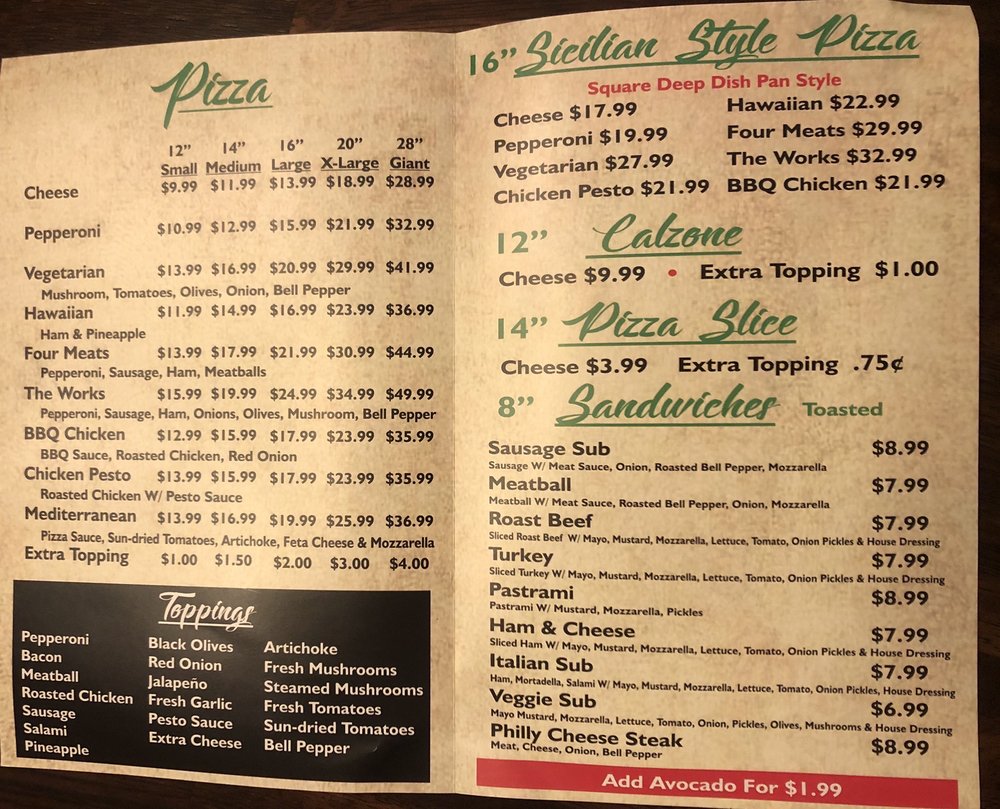 Pizza
12” 14” 16” 20” 28”
Small Medium Large X-Large Giant
Cheese $9.99 $11.99 $13.99 $18.99 $28.99
Pepperoni $10.99 $12.99 $15.99 $21.99 $32.99
Vegetarian $13.99 $16.99 $20.99 $29.99 $41.99
Mushroom, Tomatoes, Olives, Onion, Bell Pepper
Hawaiian $11.99 $14.99 $16.99 $23.99 $36.99
Ham & Pineapple
Four Meats $13.99 $17.99 $21.99 $30.99 $44.99
Pepperoni, Sausage, Ham, Meatballs
The Works $15.99 $19.99 $24.99 $34.99 $49.99
Pepperoni, Sausage, Ham, Onions, Olives, Mushroom, Bell Pepper
BBQ Chicken $12.99 $15.99 $17.99 $23.99 $35.99
BBQ Sauce, Roasted Chicken, Red Onion
Chicken Pesto $13.99 $15.99 $17.99 $23.99 $35.99
Roasted Chicken W/ Pesto Sauce
Mediterranean $13.99 $16.99 $19.99 $25.99 $36.99
Pizza Sauce, Sun-dried Tomatoes, Artichoke, Feta Cheese & Mozzarella
Extra Topping $1.00 $1.50 $2.00 $3.00 $4.00
Toppings
Pepperoni
Bacon
Meatball
Roasted Chicken
Sausage
Salami
Pineapple
Black Olives
Red Onion
Jalapeño
Fresh Garlic
Pesto Sauce
Extra Cheese
Artichoke
Fresh Mushrooms
Steamed Mushrooms
Fresh Tomatoes
Sun-dried Tomatoes
Bell Pepper
16” Sicilian Style Pizza
Square Deep Dish Pan Style
Cheese $17.99 Hawaiian $22.99
Pepperoni $19.99 Four Meats $29.99
Vegetarian $27.99 The Works $32.99
Chicken Pesto $21.99 BBQ Chicken $21.99
12” Calzone
Cheese $9.99 • Extra Topping $1.00
14” Pizza Slice
Cheese $3.99 Extra Topping .75¢
8” Sandwiches Toasted
Sausage Sub $8.99
Sausage W/ Meat Sauce, Onion, Roasted Bell Pepper, Mozzarella
Meatball $7.99
Meatball W/ Meat Sauce, Roasted Bell Pepper, Onion, Mozzarella
Roast Beef $7.99
Sliced Roast Beef W/ Mayo, Mustard, Mozzarella, Lettuce, Tomato, Onion Pickles & House Dressing
Turkey $7.99
Sliced Turkey W/ Mayo, Mustard, Mozzarella, Lettuce, Tomato, Onion Pickles & House Dressing
Pastrami $8.99
Pastrami W/ Mustard, Mozzarella, Pickles
Ham & Cheese $7.99
Sliced Ham W/ Mayo, Mustard, Mozzarella, Lettuce, Tomato, Onion Pickles & House Dressing
Italian Sub $7.99
Ham, Mortadella, Salami W/ Mayo, Mustard, Mozzarella, Lettuce, Tomato, Onion Pickles, House Dressing
Veggie Sub $6.99
Mayo Mustard, Mozzarella, Lettuce, Tomato, Onion, Pickles, Olives, Mushrooms & House Dressing
Philly Cheese Steak $8.99
Meat, Cheese, Onion, Bell Pepper
Add Avocado For $1.99